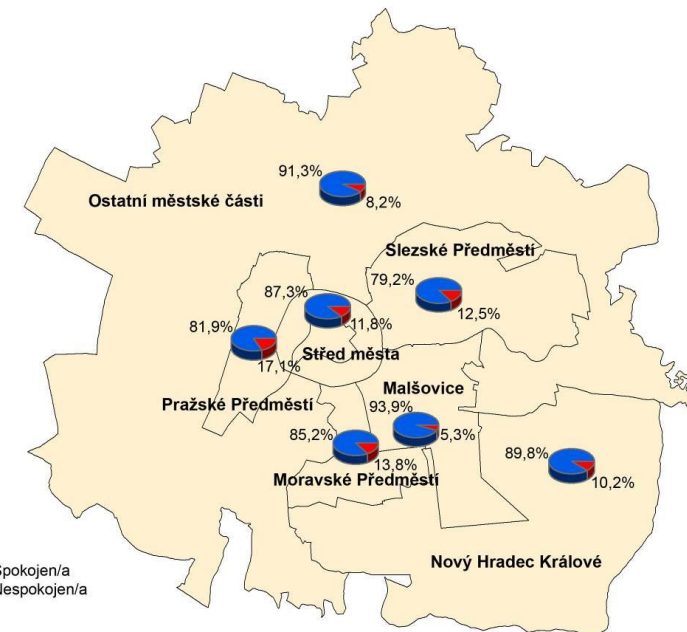 91,3%
Ostatní městské části
8,2%
Slezské Předměstí
79,2%
87,3%
12,5%
11,8%
81,9%
Střed města
17,1%
Malšovice
Pražské Předměstí
93,9%
5,3%
85,2%
89,8%
13,8%
10,2%
Moravské Předměstí
Nový Hradec Králové
pokojen/a
Nespokojen/a